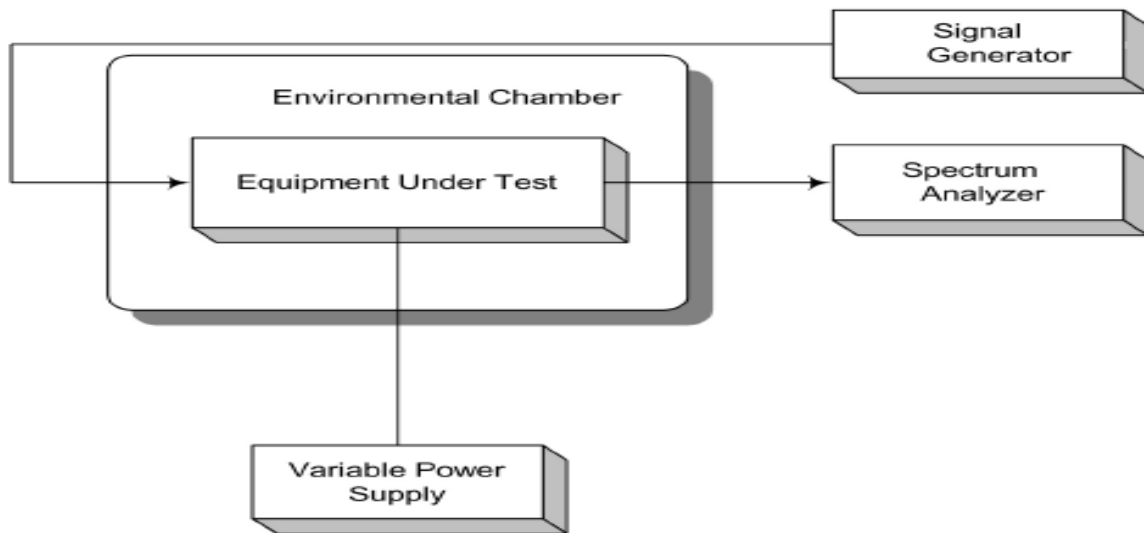 Signal
Generator
Environmental Chamber
Equipment Under Test
Spectrum
Analyzer
Variable Power
Supply